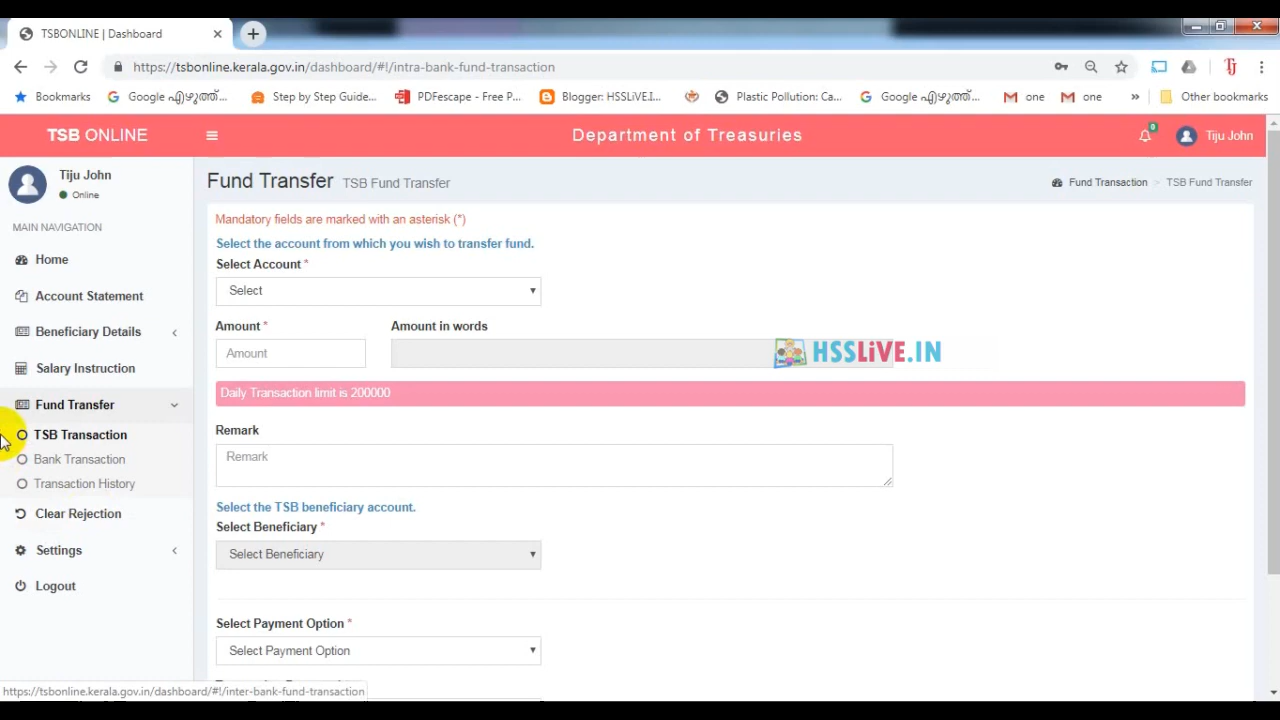 TSBONLINE | Dashboard
https://tsbonline.kerala.gov.in/dashboard/#!/intra-bank-fund-transaction
Bookmarks Google എഴുത്ത്... Step by Step Guide... PDFescape - Free P... Blogger: HSSLiVE.I... Plastic Pollution: Ca... Google എഴുത്ത്... one one » Other bookmarks
TSB ONLINE Department of Treasuries 0 Tiju John
Tiju John
Online
Fund Transfer TSB Fund Transfer Fund Transaction > TSB Fund Transfer
MAIN NAVIGATION
Home
Account Statement
Beneficiary Details
Salary Instruction
Fund Transfer
TSB Transaction
Bank Transaction
Transaction History
Clear Rejection
Settings
Logout
Mandatory fields are marked with an asterisk (*)
Select the account from which you wish to transfer fund.
Select Account *
Select
Amount * Amount in words
Amount
HSSLiVE.IN
Daily Transaction limit is 200000
Remark
Remark
Select the TSB beneficiary account.
Select Beneficiary *
Select Beneficiary
Select Payment Option *
Select Payment Option
https://tsbonline.kerala.gov.in/dashboard/#!/inter-bank-fund-transaction